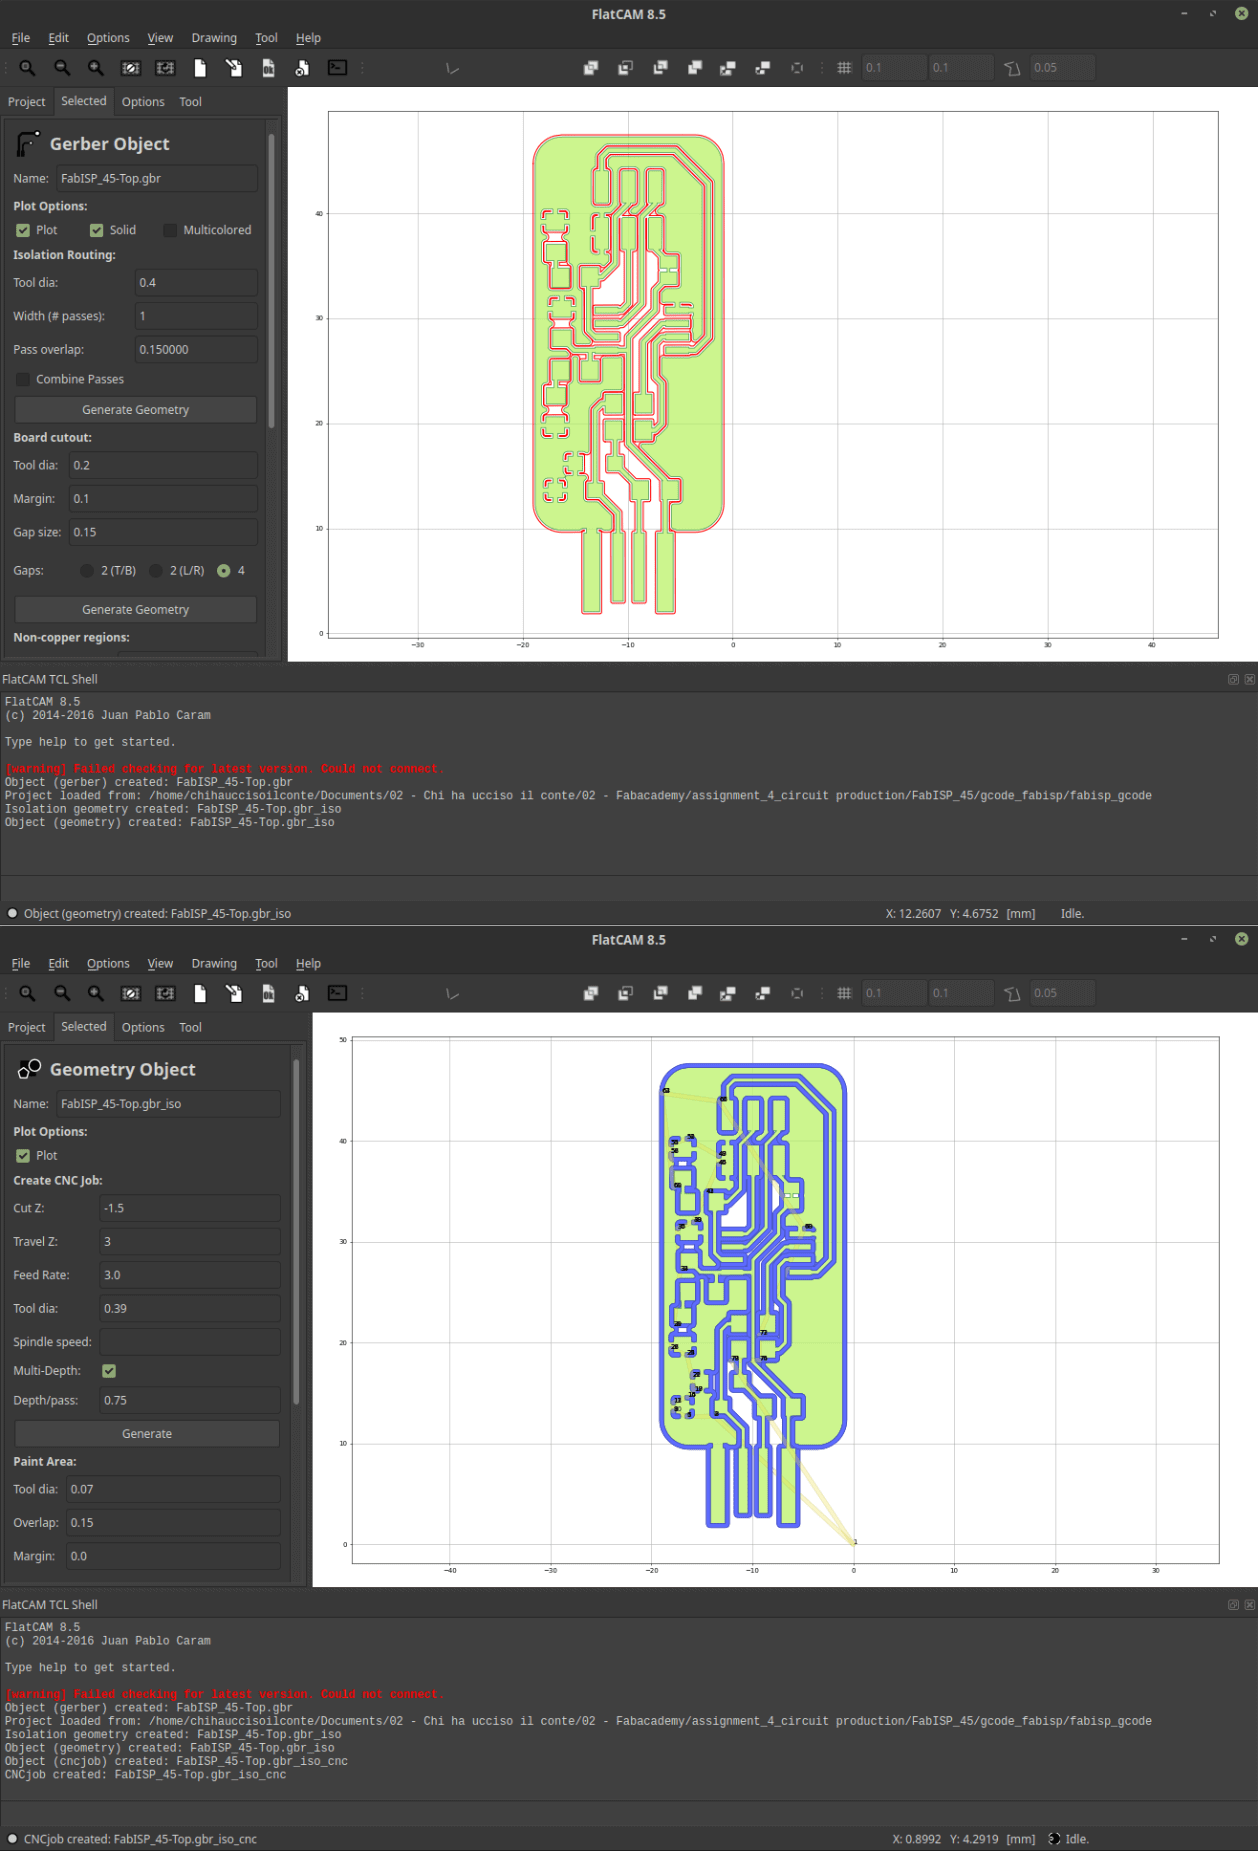 FlatCAM 8.5
File Edit Options View Drawing Tool Help
0.1 0.1 0.05
Project Selected Options Tool
Gerber Object
Name: FabISP_45-Top.gbr
Plot Options:
Plot Solid Multicolored
Isolation Routing:
Tool dia: 0.4
Width (# passes): 1
Pass overlap: 0.150000
Combine Passes
Generate Geometry
Board cutout:
Tool dia: 0.2
Margin: 0.1
Gap size: 0.15
Gaps: 2 (T/B) 2 (L/R) 4
Generate Geometry
Non-copper regions:
40
30
20
10
0
−30 −20 −10 0 10 20 30 40
FlatCAM TCL Shell
FlatCAM 8.5
(c) 2014-2016 Juan Pablo Caram
Type help to get started.
[warning] Failed checking for latest version. Could not connect.
Object (gerber) created: FabISP_45-Top.gbr
Project loaded from: /home/chihauccisoilconte/Documents/02 - Chi ha ucciso il conte/02 - Fabacademy/assignment_4_circuit production/FabISP_45/gcode_fabisp/fabisp_gcode
Isolation geometry created: FabISP_45-Top.gbr_iso
Object (geometry) created: FabISP_45-Top.gbr_iso
Object (geometry) created: FabISP_45-Top.gbr_iso X: 12.2607 Y: 4.6752 [mm] Idle.
FlatCAM 8.5
File Edit Options View Drawing Tool Help
0.1 0.1 0.05
Project Selected Options Tool
Geometry Object
Name: FabISP_45-Top.gbr_iso
Plot Options:
Plot
Create CNC Job:
Cut Z: -1.5
Travel Z: 3
Feed Rate: 3.0
Tool dia: 0.39
Spindle speed:
Multi-Depth:
Depth/pass: 0.75
Generate
Paint Area:
Tool dia: 0.07
Overlap: 0.15
Margin: 0.0
50
40
30
20
10
0
−40 −30 −20 −10 0 10 20 30
1
FlatCAM TCL Shell
FlatCAM 8.5
(c) 2014-2016 Juan Pablo Caram
Type help to get started.
[warning] Failed checking for latest version. Could not connect.
Object (gerber) created: FabISP_45-Top.gbr
Project loaded from: /home/chihauccisoilconte/Documents/02 - Chi ha ucciso il conte/02 - Fabacademy/assignment_4_circuit production/FabISP_45/gcode_fabisp/fabisp_gcode
Isolation geometry created: FabISP_45-Top.gbr_iso
Object (geometry) created: FabISP_45-Top.gbr_iso
Object (cncjob) created: FabISP_45-Top.gbr_iso_cnc
CNCjob created: FabISP_45-Top.gbr_iso_cnc
CNCjob created: FabISP_45-Top.gbr_iso_cnc X: 0.8992 Y: 4.2919 [mm] Idle.